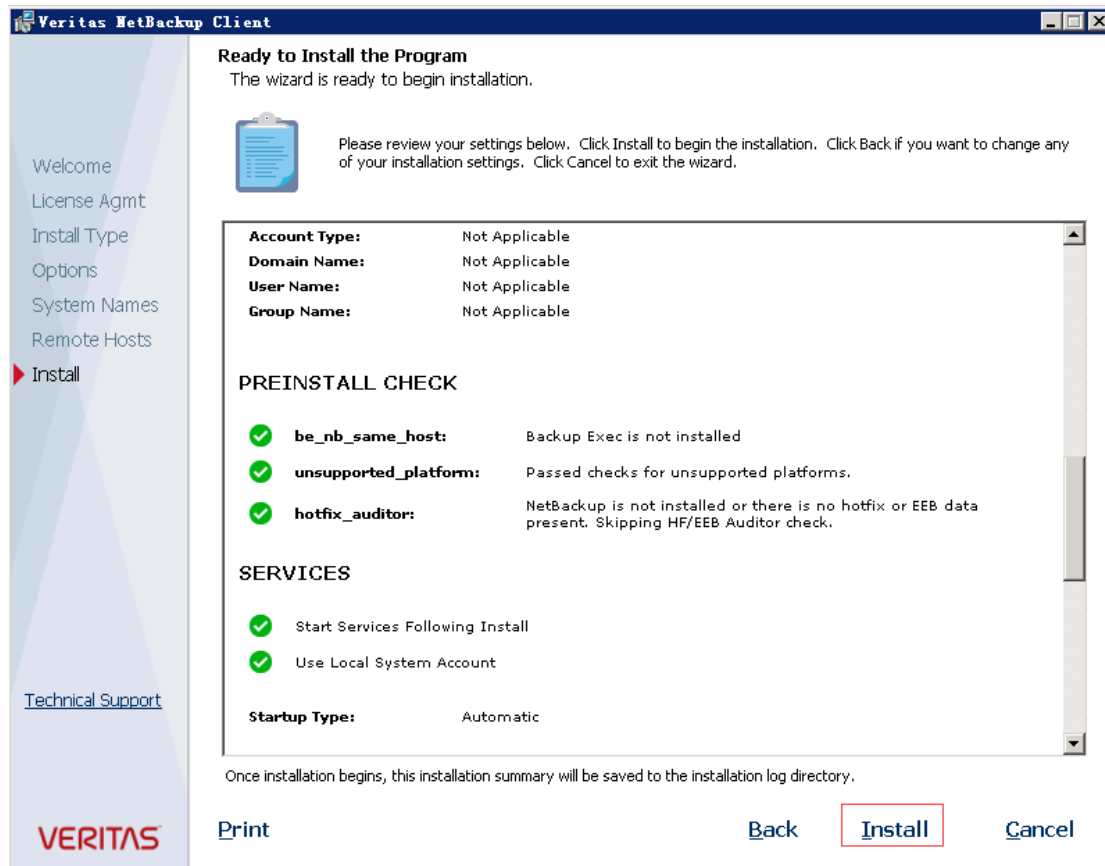 Veritas NetBackup Client
Ready to Install the Program
The wizard is ready to begin installation.
Please review your settings below. Click Install to begin the installation. Click Back if you want to change any
of your installation settings. Click Cancel to exit the wizard.
Welcome
License Agmt
Install Type
Options
System Names
Remote Hosts
Install
Technical Support
VERITAS
Account Type: Not Applicable
Domain Name: Not Applicable
User Name: Not Applicable
Group Name: Not Applicable
PREINSTALL CHECK
be_nb_same_host: Backup Exec is not installed
unsupported_platform: Passed checks for unsupported platforms.
hotfix_auditor: NetBackup is not installed or there is no hotfix or EEB data
present. Skipping HF/EEB Auditor check.
SERVICES
Start Services Following Install
Use Local System Account
Startup Type: Automatic
Once installation begins, this installation summary will be saved to the installation log directory.
Print Back Install Cancel